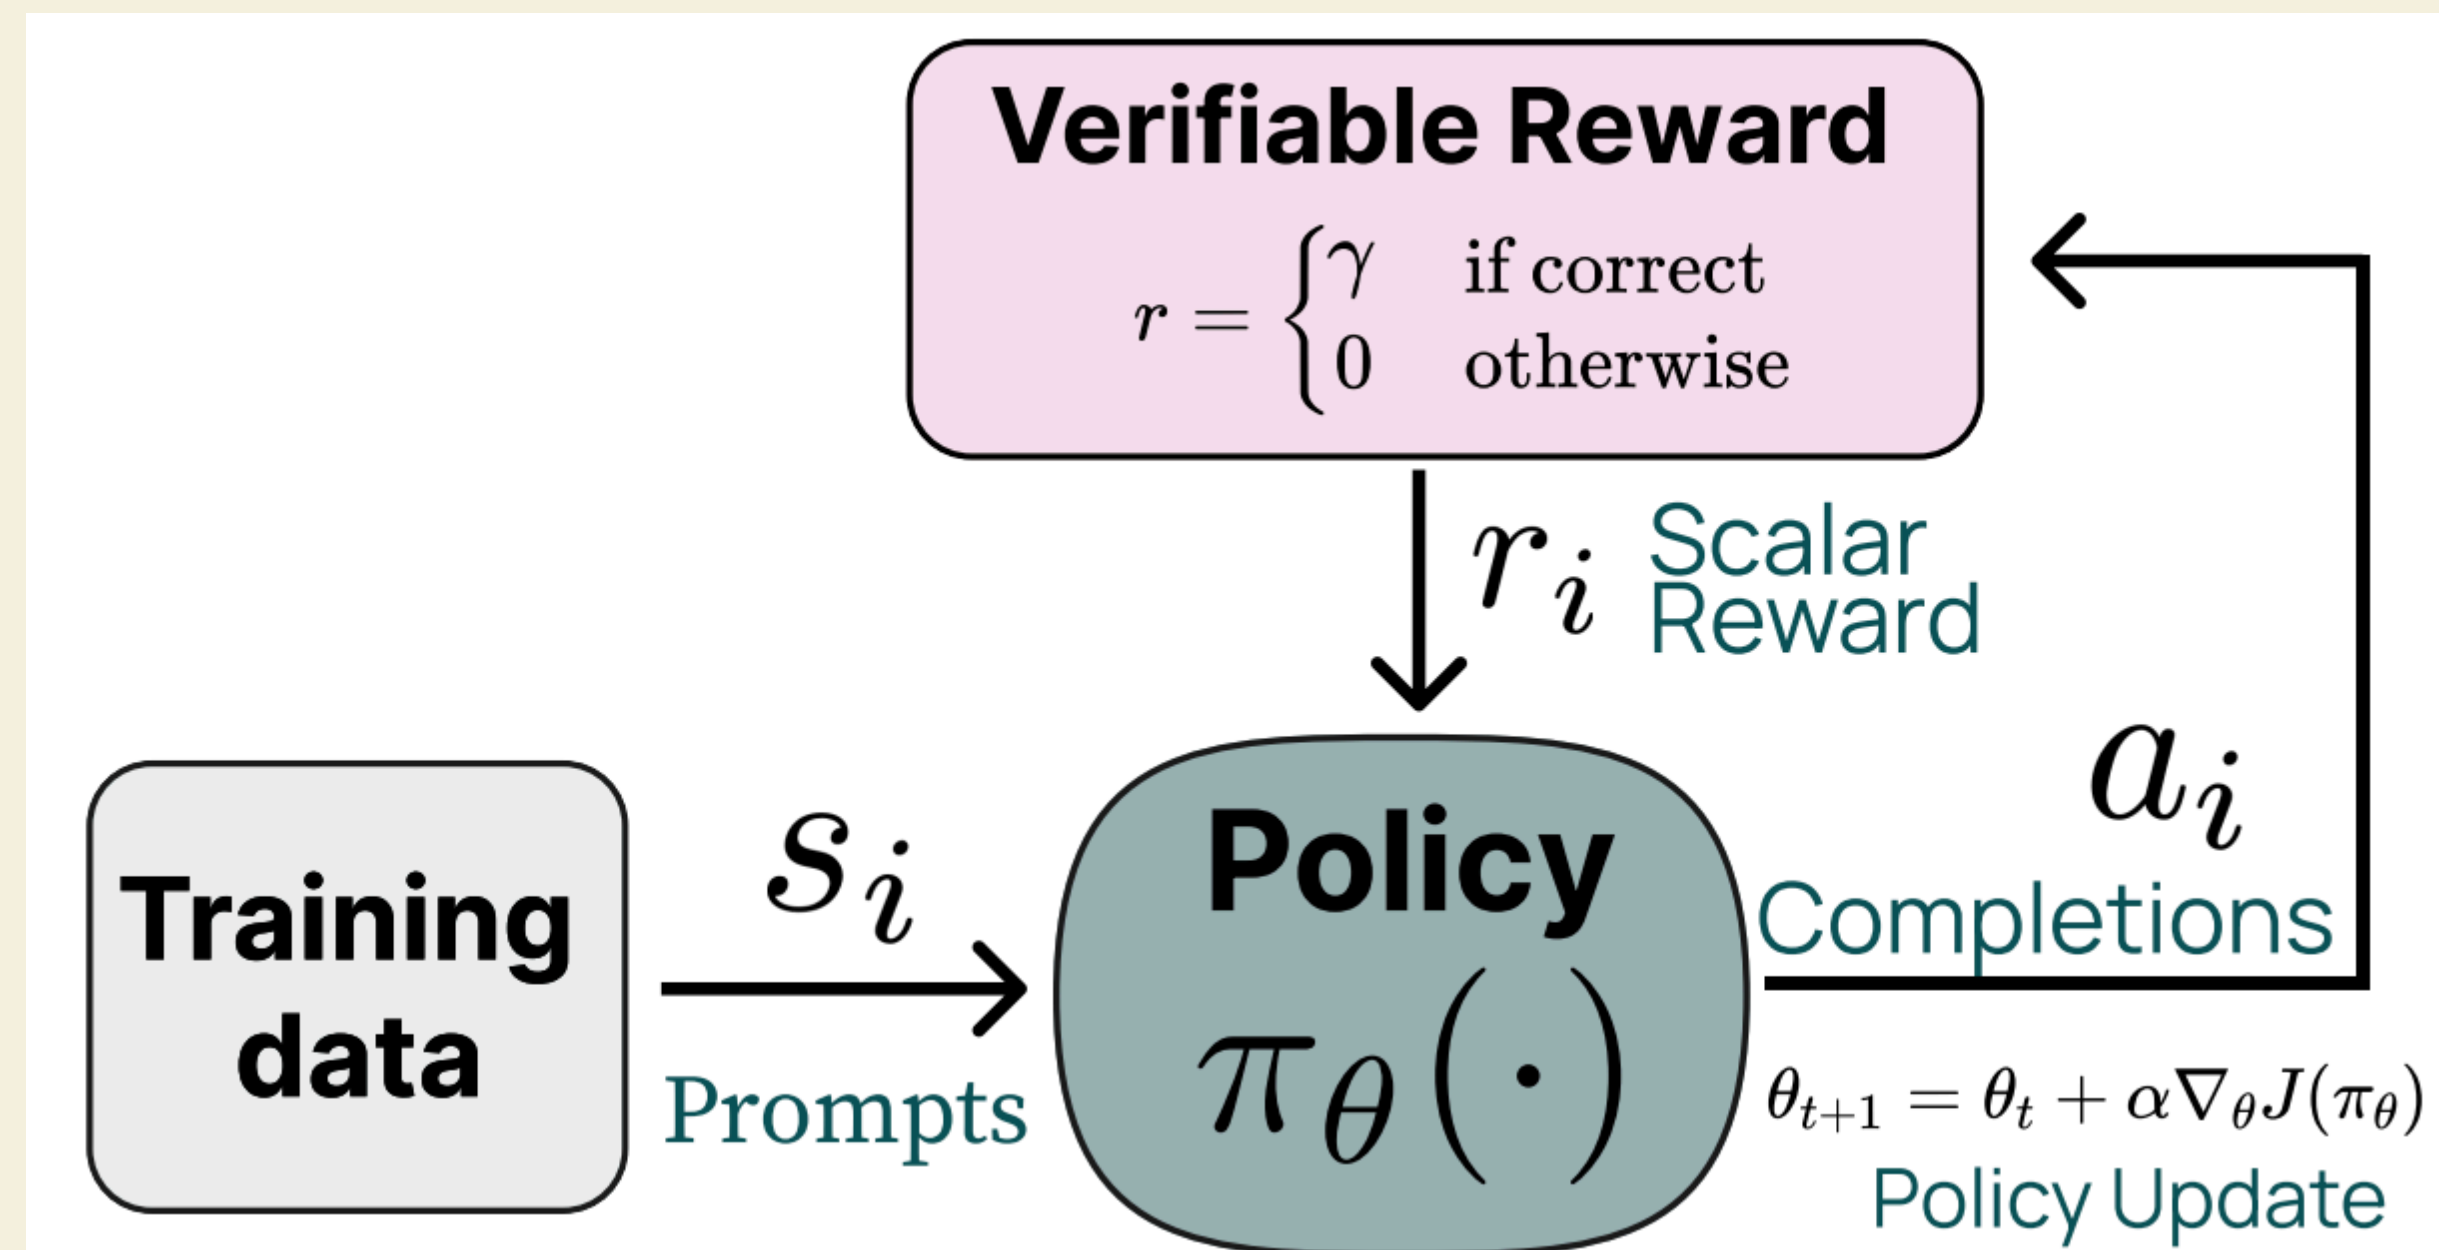 Verifiable Reward
r = { γ if correct
0 otherwise
r_i
Scalar
Reward
Training
data
s_i
Prompts
Policy
π_θ(·)
a_i
Completions
θ_{t+1} = θ_t + α∇_θJ(π_θ)
Policy Update